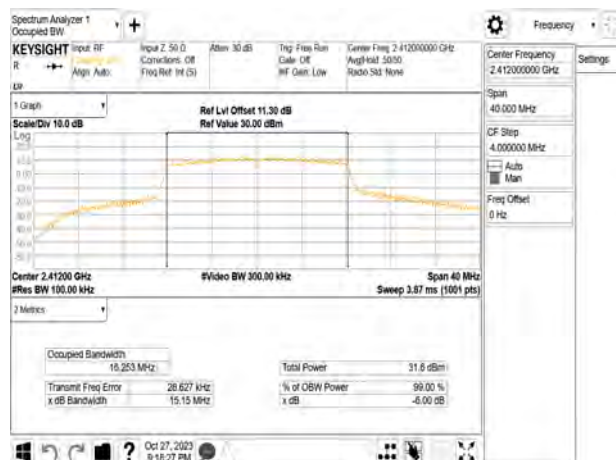 Spectrum Analyzer 1
Occupied BW
Frequency
KEYSIGHT Input: RF
Input Z: 50 Ω
Atten: 30 dB
Trig: Free Run
Center Freq: 2.412000000 GHz
R
Corrections: Off
Gate: Off
Avg|Hold: 50/50
Align: Auto
Freq Ref: Int (S)
#IF Gain: Low
Radio Std: None
Center Frequency
2.412000000 GHz
Settings
Span
40.000 MHz
CF Step
4.000000 MHz
Auto
Man
Freq Offset
0 Hz
1 Graph
Scale/Div 10.0 dB
Ref Lvl Offset 11.30 dB
Ref Value 30.00 dBm
Log
Center 2.41200 GHz
#Video BW 300.00 kHz
Span 40 MHz
#Res BW 100.00 kHz
Sweep 3.87 ms (1001 pts)
2 Metrics
Occupied Bandwidth
16.253 MHz
Total Power
31.6 dBm
Transmit Freq Error
28.627 kHz
% of OBW Power
99.00 %
x dB Bandwidth
15.15 MHz
x dB
-6.00 dB
?
Oct 27, 2023
9:18:27 PM